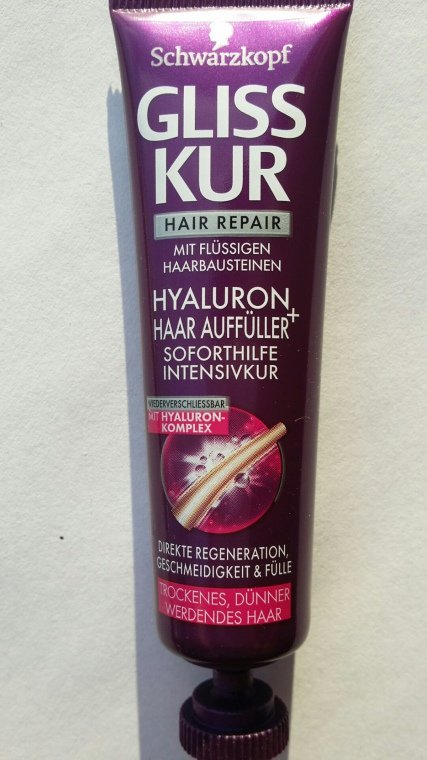 Schwarzkopf
GLISS
KUR
HAIR REPAIR
MIT FLÜSSIGEN
HAARBAUSTEINEN
HYALURON
HAAR AUFFÜLLER+
SOFORTHILFE
INTENSIVKUR
WIEDERVERSCHLIESSBAR
MIT HYALURON-
KOMPLEX
DIREKTE REGENERATION,
GESCHMEIDIGKEIT & FÜLLE
TROCKENES, DÜNNER
WERDENDES HAAR